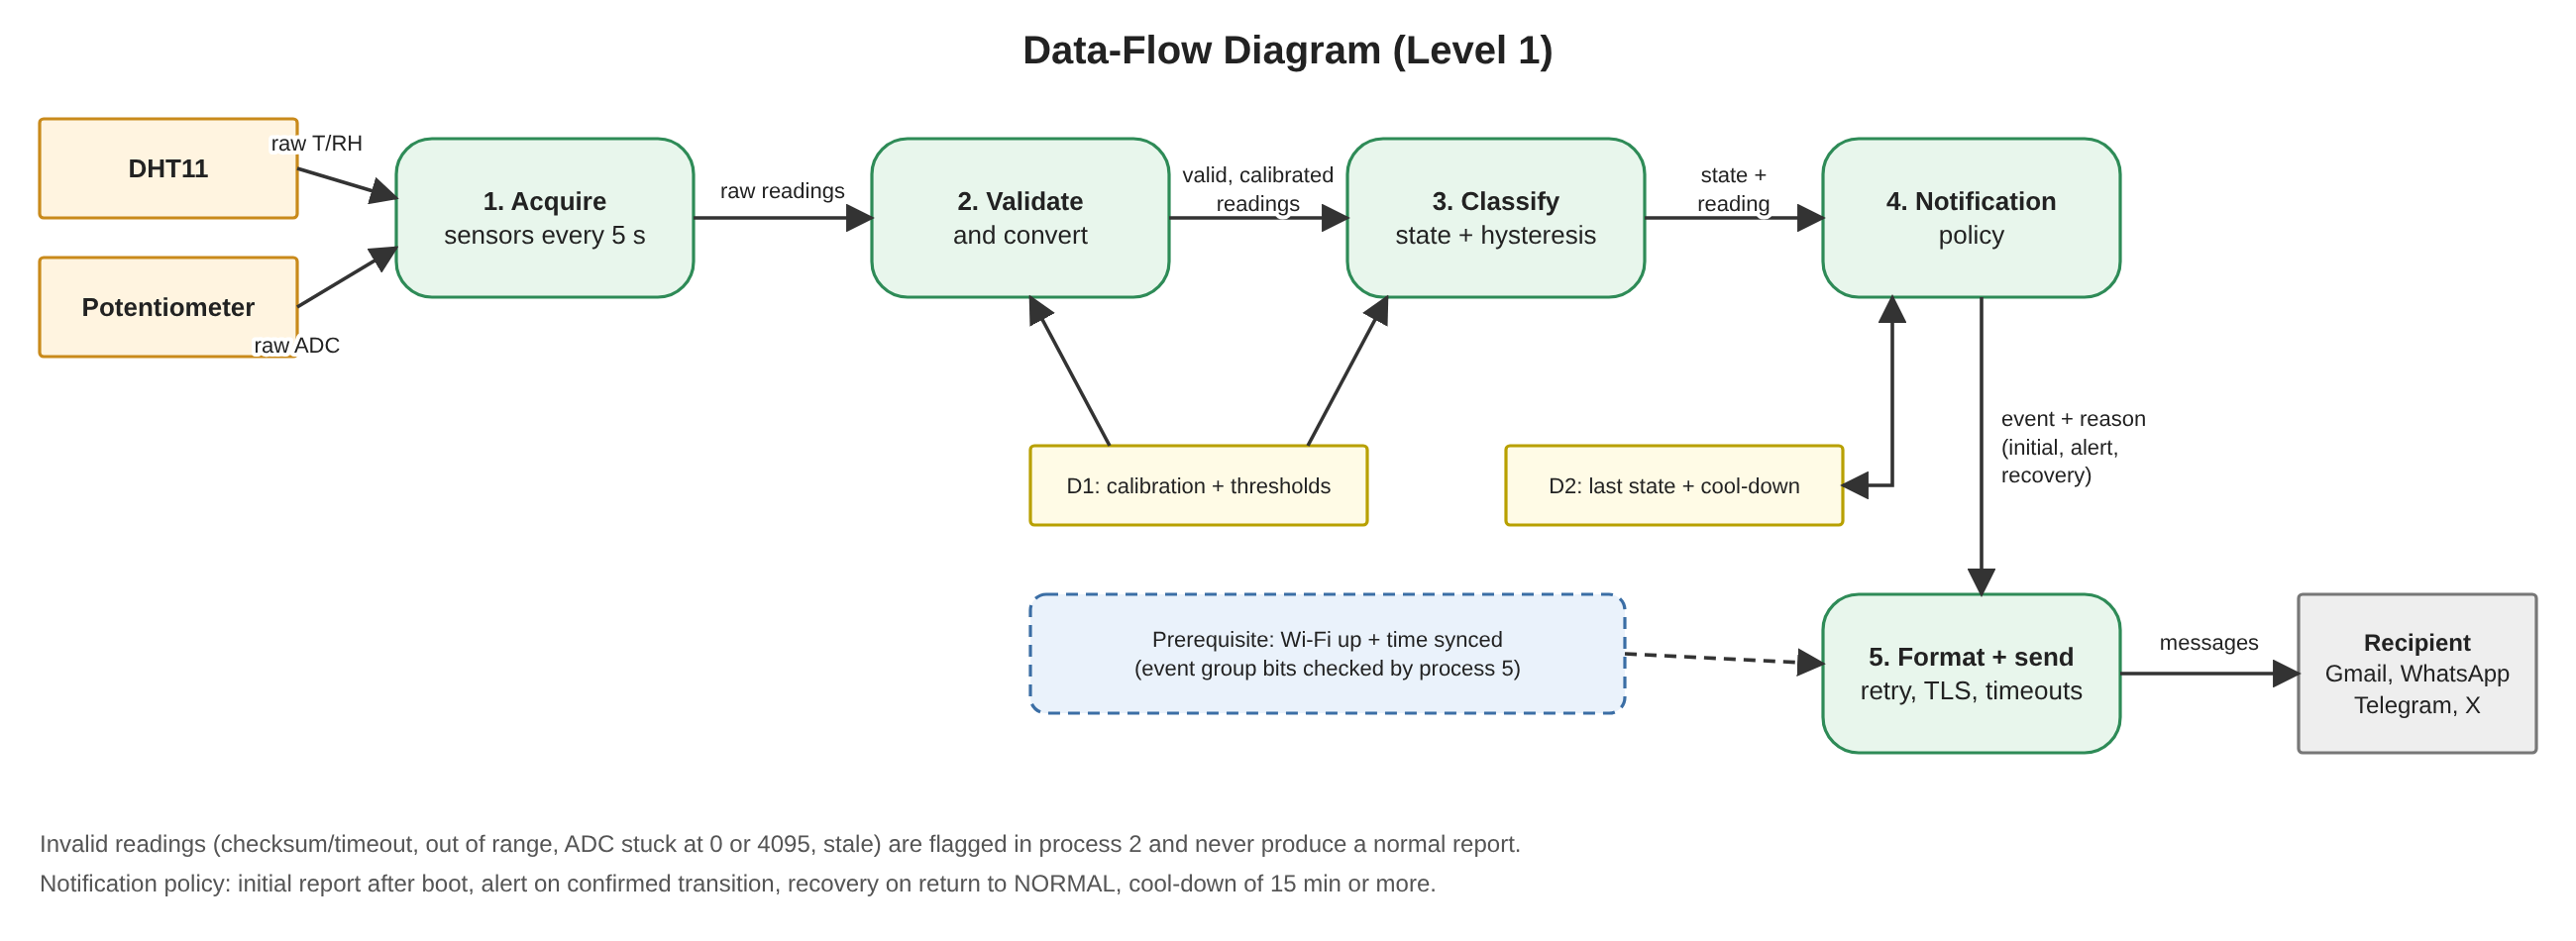 Data-Flow Diagram (Level 1)
DHT11
raw T/RH
Potentiometer
raw ADC
1. Acquire
sensors every 5 s
raw readings
2. Validate
and convert
valid, calibrated
readings
3. Classify
state + hysteresis
state +
reading
4. Notification
policy
D1: calibration + thresholds
D2: last state + cool-down
event + reason
(initial, alert,
recovery)
Prerequisite: Wi-Fi up + time synced
(event group bits checked by process 5)
5. Format + send
retry, TLS, timeouts
messages
Recipient
Gmail, WhatsApp
Telegram, X
Invalid readings (checksum/timeout, out of range, ADC stuck at 0 or 4095, stale) are flagged in process 2 and never produce a normal report.
Notification policy: initial report after boot, alert on confirmed transition, recovery on return to NORMAL, cool-down of 15 min or more.